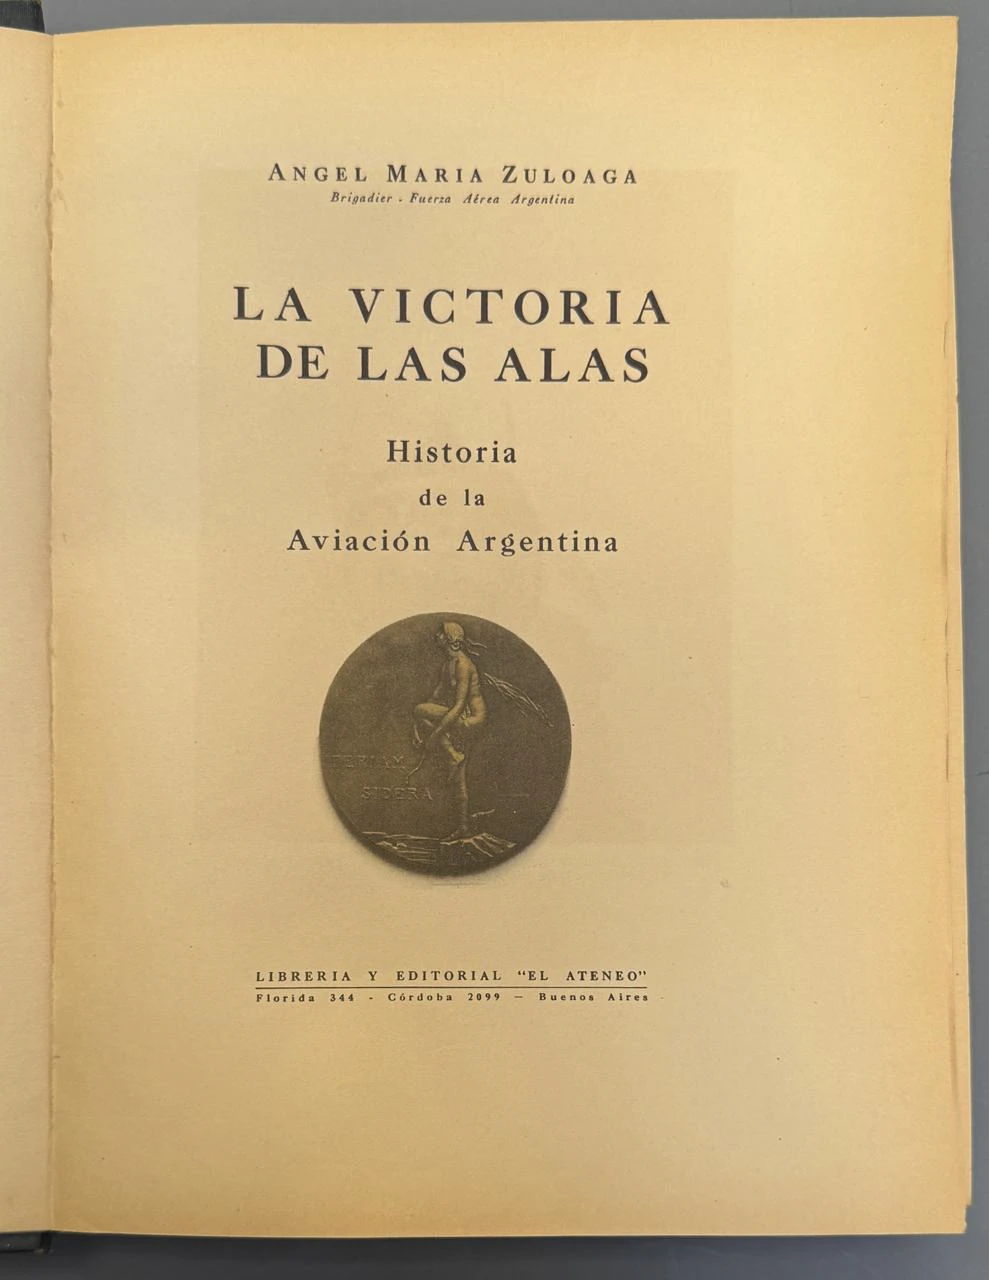 ANGEL MARIA ZULOAGA
Brigadier - Fuerza Aérea Argentina
LA VICTORIA
DE LAS ALAS
Historia
de la
Aviación Argentina
FERIAM
SIDERA
LIBRERIA Y EDITORIAL "EL ATENEO"
Florida 344 - Córdoba 2099 — Buenos Aires